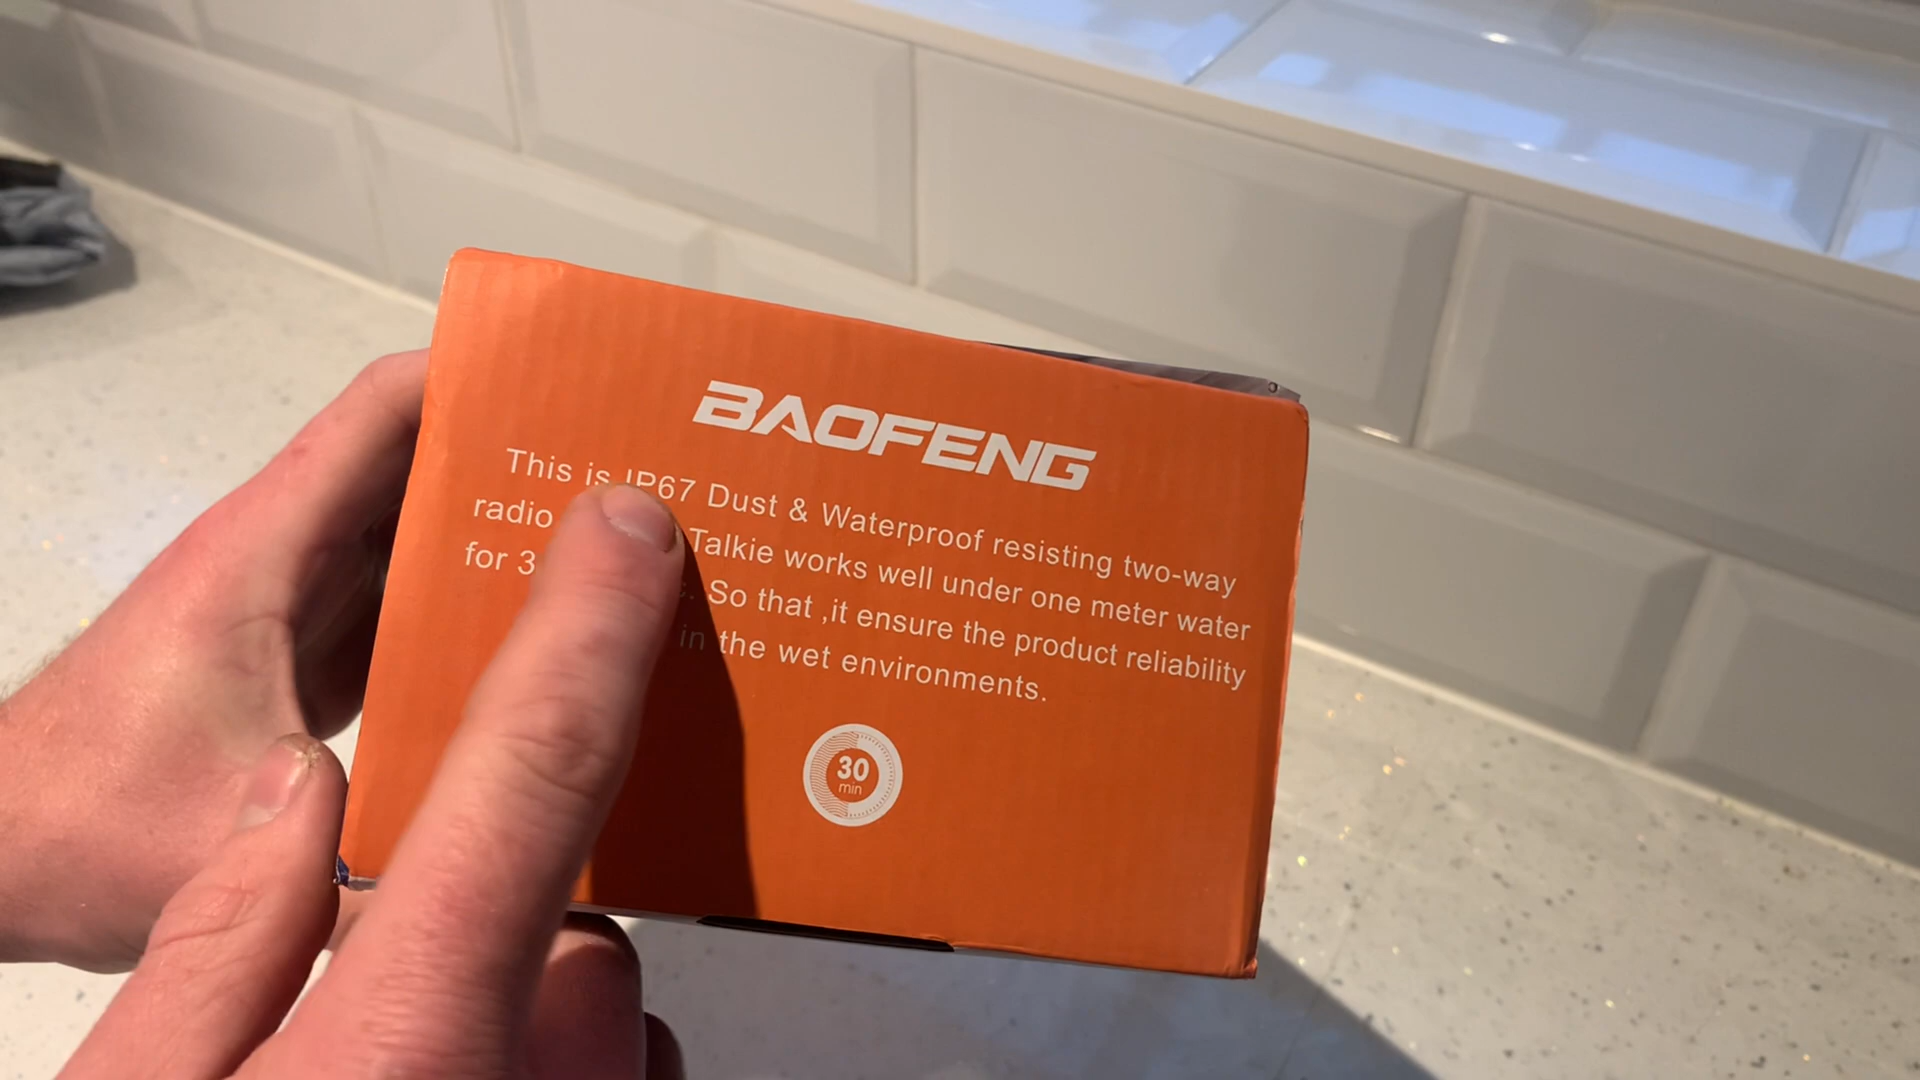 BAOFENG
This is IP67 Dust & Waterproof resisting two-way
radio Talkie works well under one meter water
for 3 So that ,it ensure the product reliability
in the wet environments.
30
min